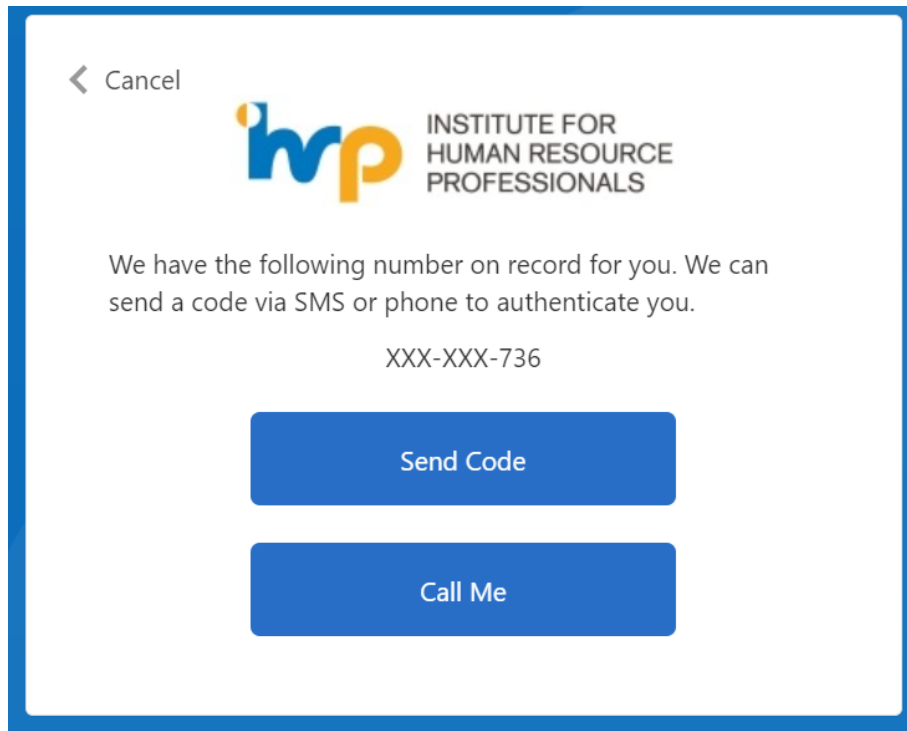 Cancel
ihrp
INSTITUTE FOR
HUMAN RESOURCE
PROFESSIONALS
We have the following number on record for you. We can
send a code via SMS or phone to authenticate you.
XXX-XXX-736
Send Code
Call Me